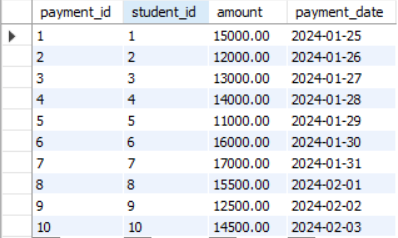 payment_id student_id amount payment_date
1 1 15000.00 2024-01-25
2 2 12000.00 2024-01-26
3 3 13000.00 2024-01-27
4 4 14000.00 2024-01-28
5 5 11000.00 2024-01-29
6 6 16000.00 2024-01-30
7 7 17000.00 2024-01-31
8 8 15500.00 2024-02-01
9 9 12500.00 2024-02-02
10 10 14500.00 2024-02-03